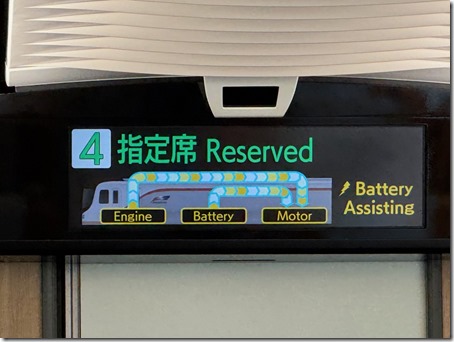 4 指定席 Reserved
Engine Battery Motor
Battery
Assisting